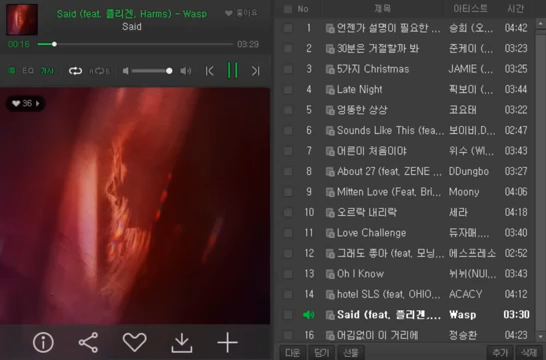 Said (feat. 플리겐, Harms) - Wasp
좋아요
Said
00:16
03:29
EQ 가사
A B
36
No 제목 아티스트 시간
1 언젠가 설명이 필요한 ... 승희 (오... 04:42
2 30분은 거절할까 봐 준케이 (... 03:23
3 5가지 Christmas JAMIE (... 03:25
4 Late Night 픽보이 (... 03:44
5 엉뚱한 상상 코요태 03:22
6 Sounds Like This (fea... 보이비,D... 02:47
7 어른이 처음이야 위수 (WI... 03:43
8 About 27 (feat, ZENE ... DDungbo 03:27
9 Mitten Love (Feat, Bri... Moony 04:06
10 오르락 내리락 세라 04:18
11 Love Challenge 듀자매.... 03:40
12 그래도 좋아 (feat, 모닝... 에스프레소 02:52
13 Oh I Know 뉘뉘(NUI... 03:43
14 hotel SLS (feat, OHIO... ACACY 04:12
Said (feat. 플리겐,... Wasp 03:30
16 어김없이 이 거리에 정승환 04:23
다운 담기 선물 추가 삭제